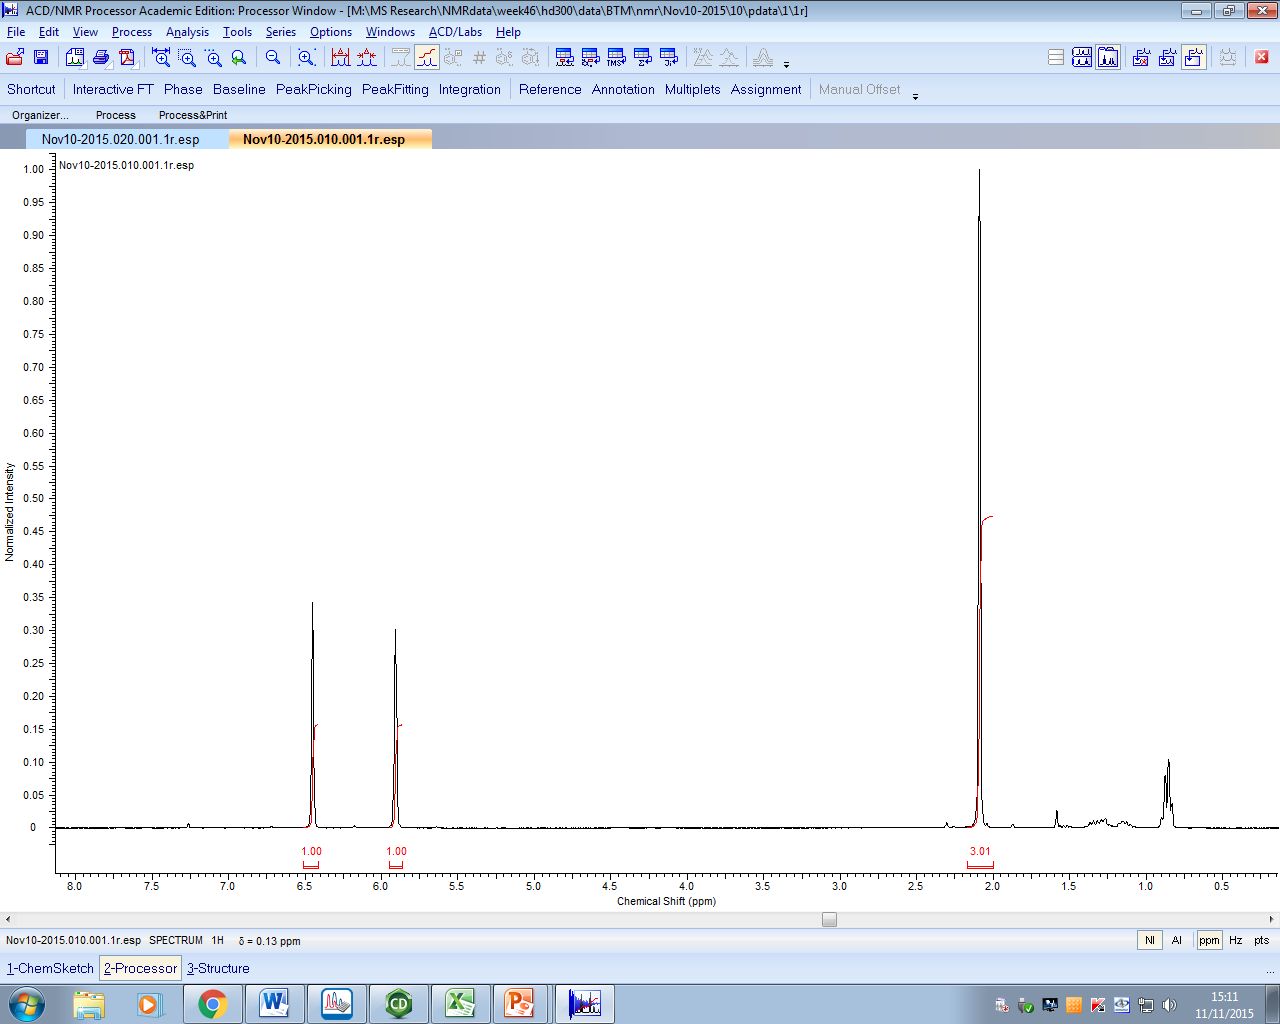 ACD/NMR Processor Academic Edition: Processor Window - [M:\MS Research\NMRdata\week46\hd300\data\BTM\nmr\Nov10-2015\10\pdata\1\1r]
File Edit View Process Analysis Tools Series Options Windows ACD/Labs Help
Shortcut Interactive FT Phase Baseline PeakPicking PeakFitting Integration Reference Annotation Multiplets Assignment Manual Offset
Organizer... Process Process&Print
Nov10-2015.020.001.1r.esp Nov10-2015.010.001.1r.esp
Nov10-2015.010.001.1r.esp
1.00
0.95
0.90
0.85
0.80
0.75
0.70
0.65
0.60
0.55
0.50
0.45
0.40
0.35
0.30
0.25
0.20
0.15
0.10
0.05
0
Normalized Intensity
1.00 1.00 3.01
8.0 7.5 7.0 6.5 6.0 5.5 5.0 4.5 4.0 3.5 3.0 2.5 2.0 1.5 1.0 0.5
Chemical Shift (ppm)
Nov10-2015.010.001.1r.esp SPECTRUM 1H δ = 0.13 ppm NI AI ppm Hz pts
1-ChemSketch 2-Processor 3-Structure ...
15:11
11/11/2015